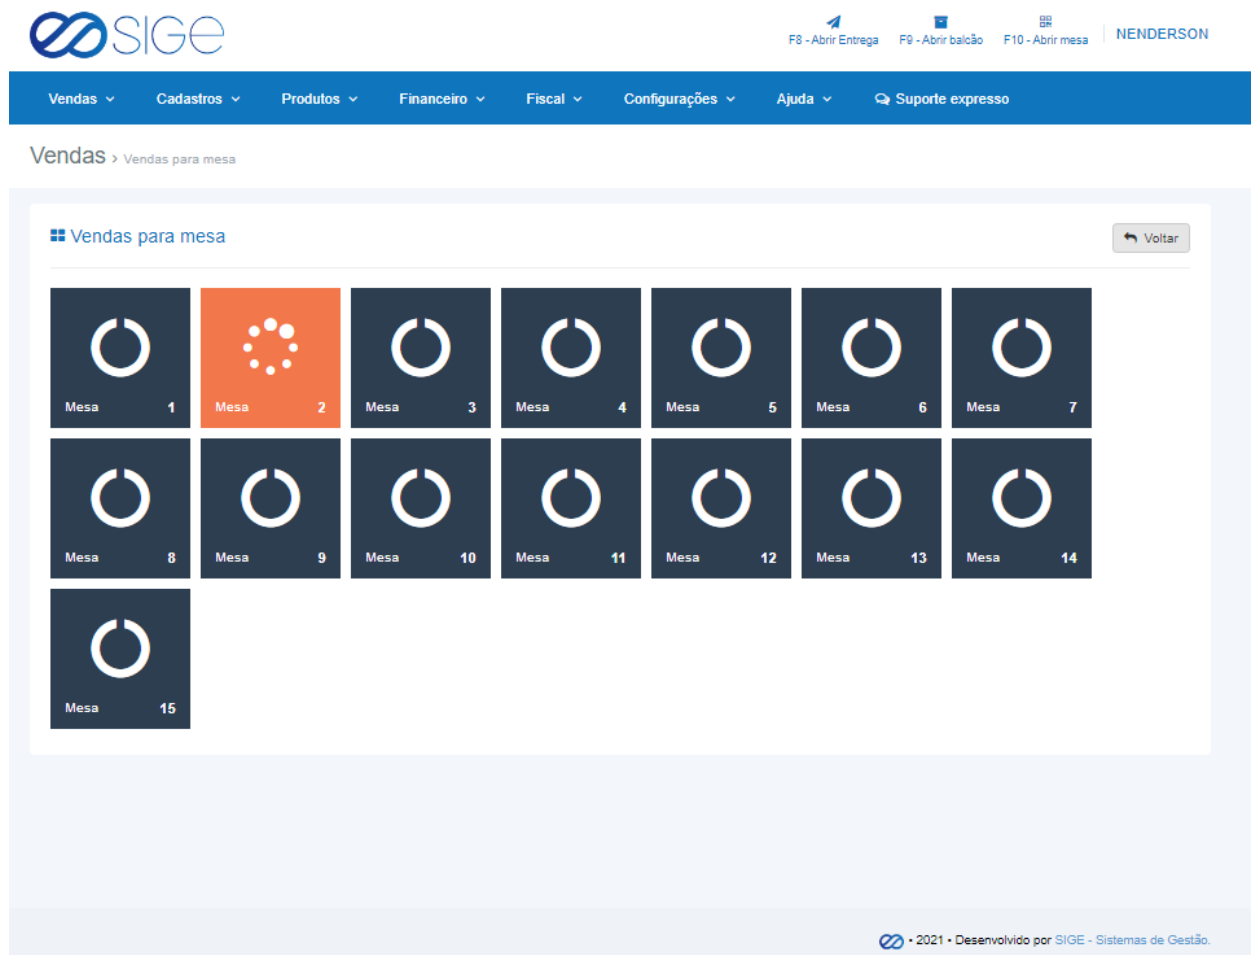 SIGE
F8 - Abrir Entrega F9 - Abrir balcão F10 - Abrir mesa NENDERSON
Vendas Cadastros Produtos Financeiro Fiscal Configurações Ajuda Suporte expresso
Vendas › Vendas para mesa
Vendas para mesa Voltar
Mesa 1 Mesa 2 Mesa 3 Mesa 4 Mesa 5 Mesa 6 Mesa 7
Mesa 8 Mesa 9 Mesa 10 Mesa 11 Mesa 12 Mesa 13 Mesa 14
Mesa 15
• 2021 • Desenvolvido por SIGE - Sistemas de Gestão.